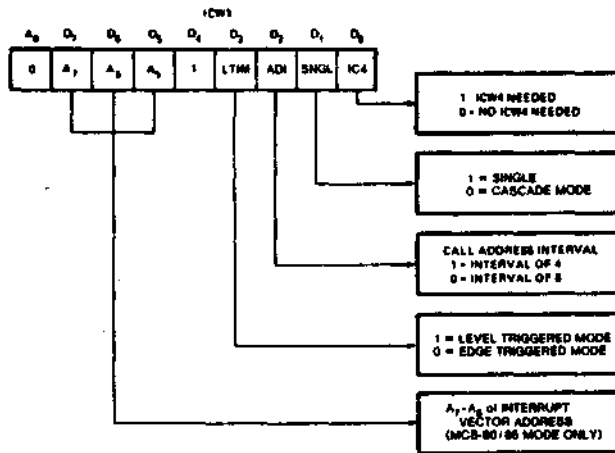 ICW1
A0 D7 D6 D5 D4 D3 D2 D1 D0
0 A7 A6 A5 1 LTIM ADI SNGL IC4
1 ICW4 NEEDED
0 = NO ICW4 NEEDED
1 = SINGLE
0 = CASCADE MODE
CALL ADDRESS INTERVAL
1 = INTERVAL OF 4
0 = INTERVAL OF 8
1 = LEVEL TRIGGERED MODE
0 = EDGE TRIGGERED MODE
A7-A5 of INTERRUPT
VECTOR ADDRESS
(MCS-80/85 MODE ONLY)